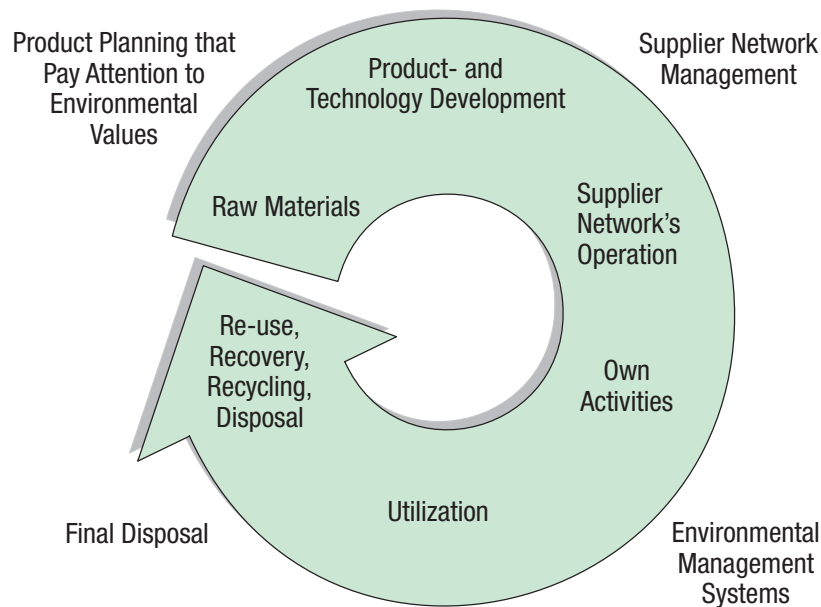 Product Planning that
Pay Attention to
Environmental
Values
Product- and
Technology Development
Supplier Network
Management
Raw Materials
Supplier
Network’s
Operation
Re-use,
Recovery,
Recycling,
Disposal
Own
Activities
Utilization
Final Disposal
Environmental
Management
Systems